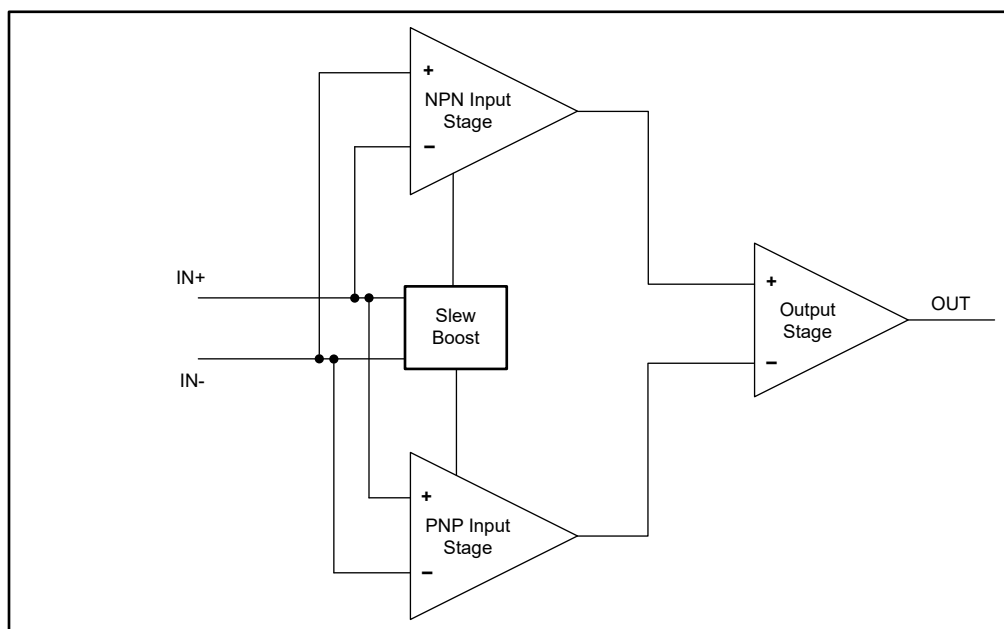 +
NPN Input
Stage
−
IN+
Slew
Boost
IN-
+
Output
Stage
−
OUT
+
PNP Input
Stage
−